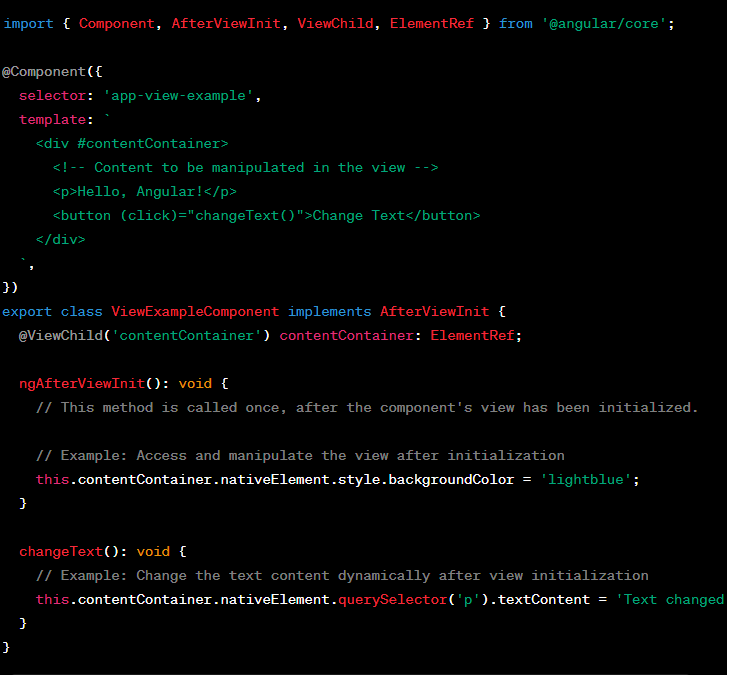 import { Component, AfterViewInit, ViewChild, ElementRef } from '@angular/core';
@Component({
selector: 'app-view-example',
template: `
<div #contentContainer>
<!-- Content to be manipulated in the view -->
<p>Hello, Angular!</p>
<button (click)="changeText()">Change Text</button>
</div>
`,
})
export class ViewExampleComponent implements AfterViewInit {
@ViewChild('contentContainer') contentContainer: ElementRef;
ngAfterViewInit(): void {
// This method is called once, after the component's view has been initialized.
// Example: Access and manipulate the view after initialization
this.contentContainer.nativeElement.style.backgroundColor = 'lightblue';
}
changeText(): void {
// Example: Change the text content dynamically after view initialization
this.contentContainer.nativeElement.querySelector('p').textContent = 'Text changed
}
}